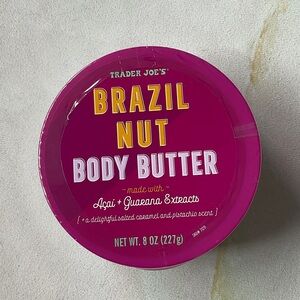 TRADER JOE'S
BRAZIL
NUT
BODY BUTTER
made with
Açaí + Guarana Extracts
[ + a delightful salted caramel and pistachio scent ]
NET WT. 8 OZ (227g)